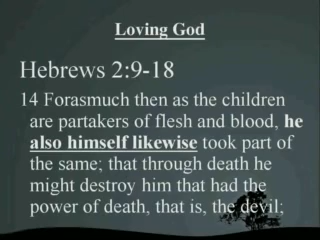 Loving God
Hebrews 2:9-18
14 Forasmuch then as the children
are partakers of flesh and blood, he
also himself likewise took part of
the same; that through death he
might destroy him that had the
power of death, that is, the devil;